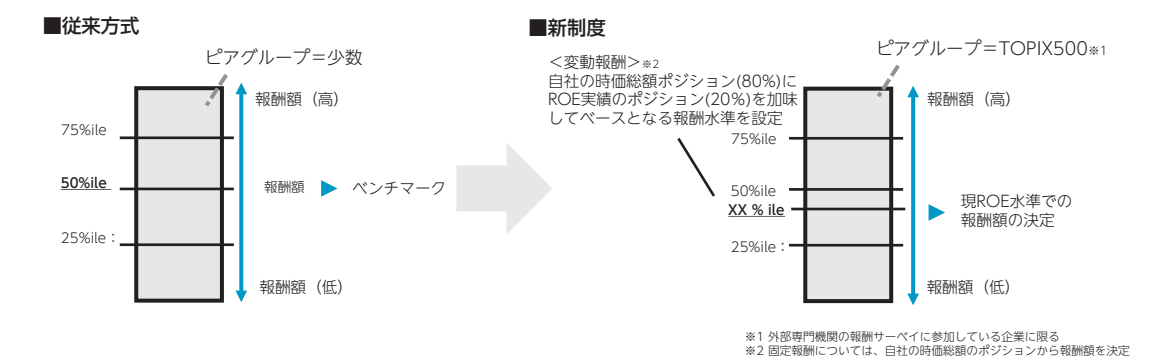 ■従来方式
ピアグループ＝少数
報酬額（高）
75%ile
50%ile
報酬額
ベンチマーク
25%ile：
報酬額（低）
■新制度
ピアグループ＝TOPIX500※1
＜変動報酬＞※2
自社の時価総額ポジション(80%)に
ROE実績のポジション(20%)を加味
してベースとなる報酬水準を設定
報酬額（高）
75%ile
50%ile
XX % ile
現ROE水準での
報酬額の決定
25%ile：
報酬額（低）
※1 外部専門機関の報酬サーベイに参加している企業に限る
※2 固定報酬については、自社の時価総額のポジションから報酬額を決定